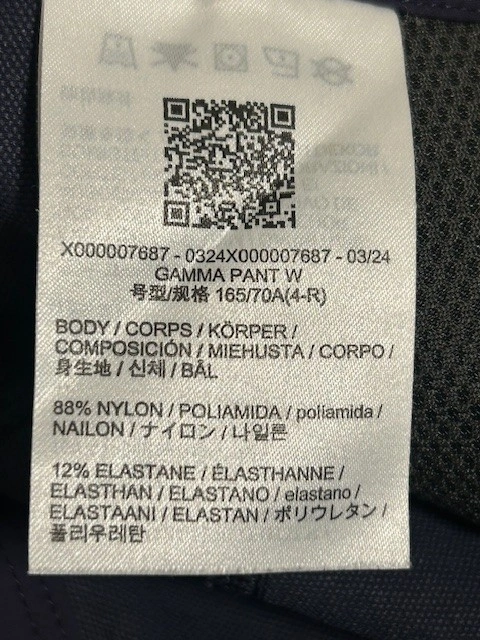 X000007687 - 0324X000007687 - 03/24
GAMMA PANT W
号型/规格 165/70A(4-R)
BODY / CORPS / KÖRPER /
COMPOSICIÓN / MIEHUSTA / CORPO /
身生地 / 신체 / BÅL
88% NYLON / POLIAMIDA / poliamida /
NAILON / ナイロン / 나일론
12% ELASTANE / ÉLASTHANNE /
ELASTHAN / ELASTANO / elastano /
ELASTAANI / ELASTAN / ポリウレタン /
폴리우레탄